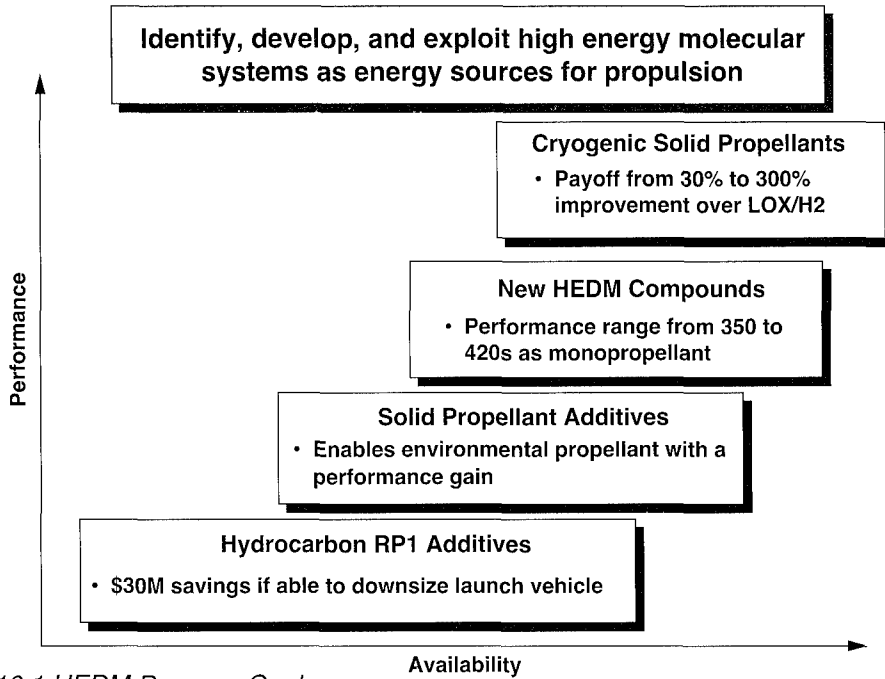 Identify, develop, and exploit high energy molecular
systems as energy sources for propulsion
Cryogenic Solid Propellants
• Payoff from 30% to 300%
improvement over LOX/H2
New HEDM Compounds
• Performance range from 350 to
420s as monopropellant
Solid Propellant Additives
• Enables environmental propellant with a
performance gain
Hydrocarbon RP1 Additives
• $30M savings if able to downsize launch vehicle
Performance
Availability